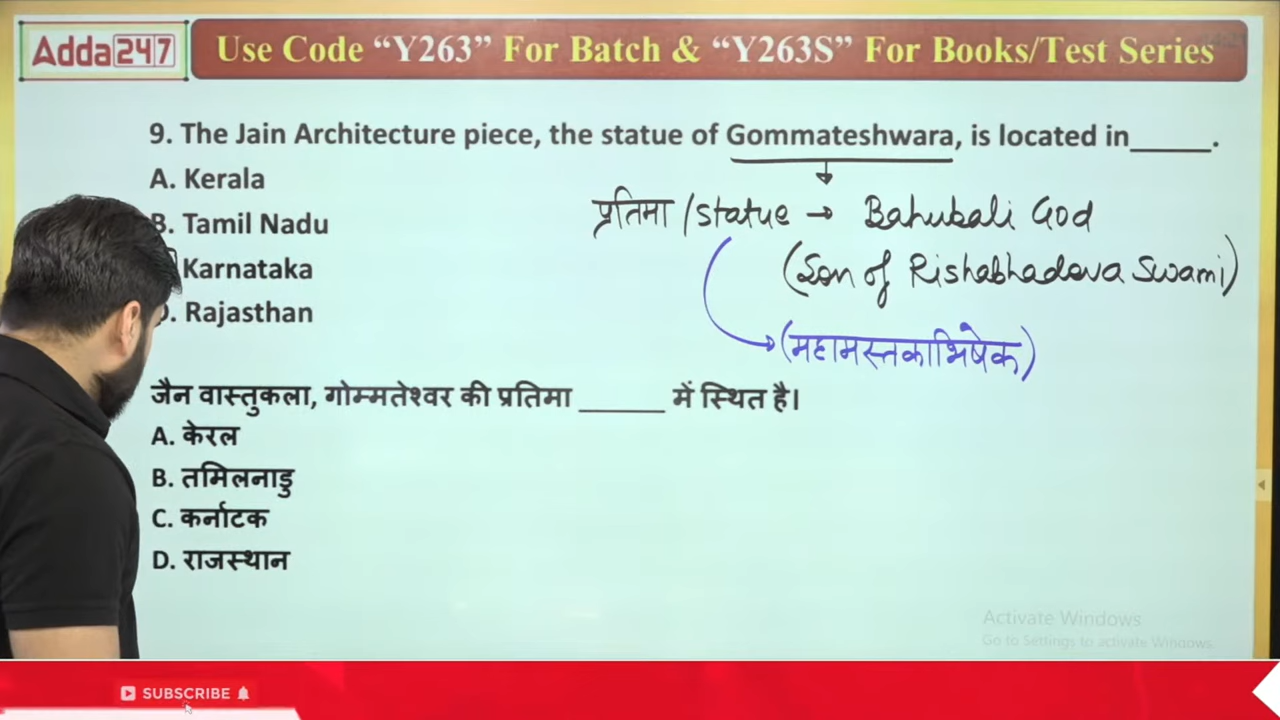 Adda247
Use Code “Y263” For Batch & “Y263S” For Books/Test Series
9. The Jain Architecture piece, the statue of Gommateshwara, is located in_____.
A. Kerala
B. Tamil Nadu
Karnataka
D. Rajasthan
प्रतिमा /statue → Bahubali God
(Son of Rishabhadeva Swami)
(महामस्तकाभिषेक)
जैन वास्तुकला, गोम्मतेश्वर की प्रतिमा ______ में स्थित है।
A. केरल
B. तमिलनाडु
C. कर्नाटक
D. राजस्थान
Activate Windows
Go to Settings to activate Windows.
SUBSCRIBE